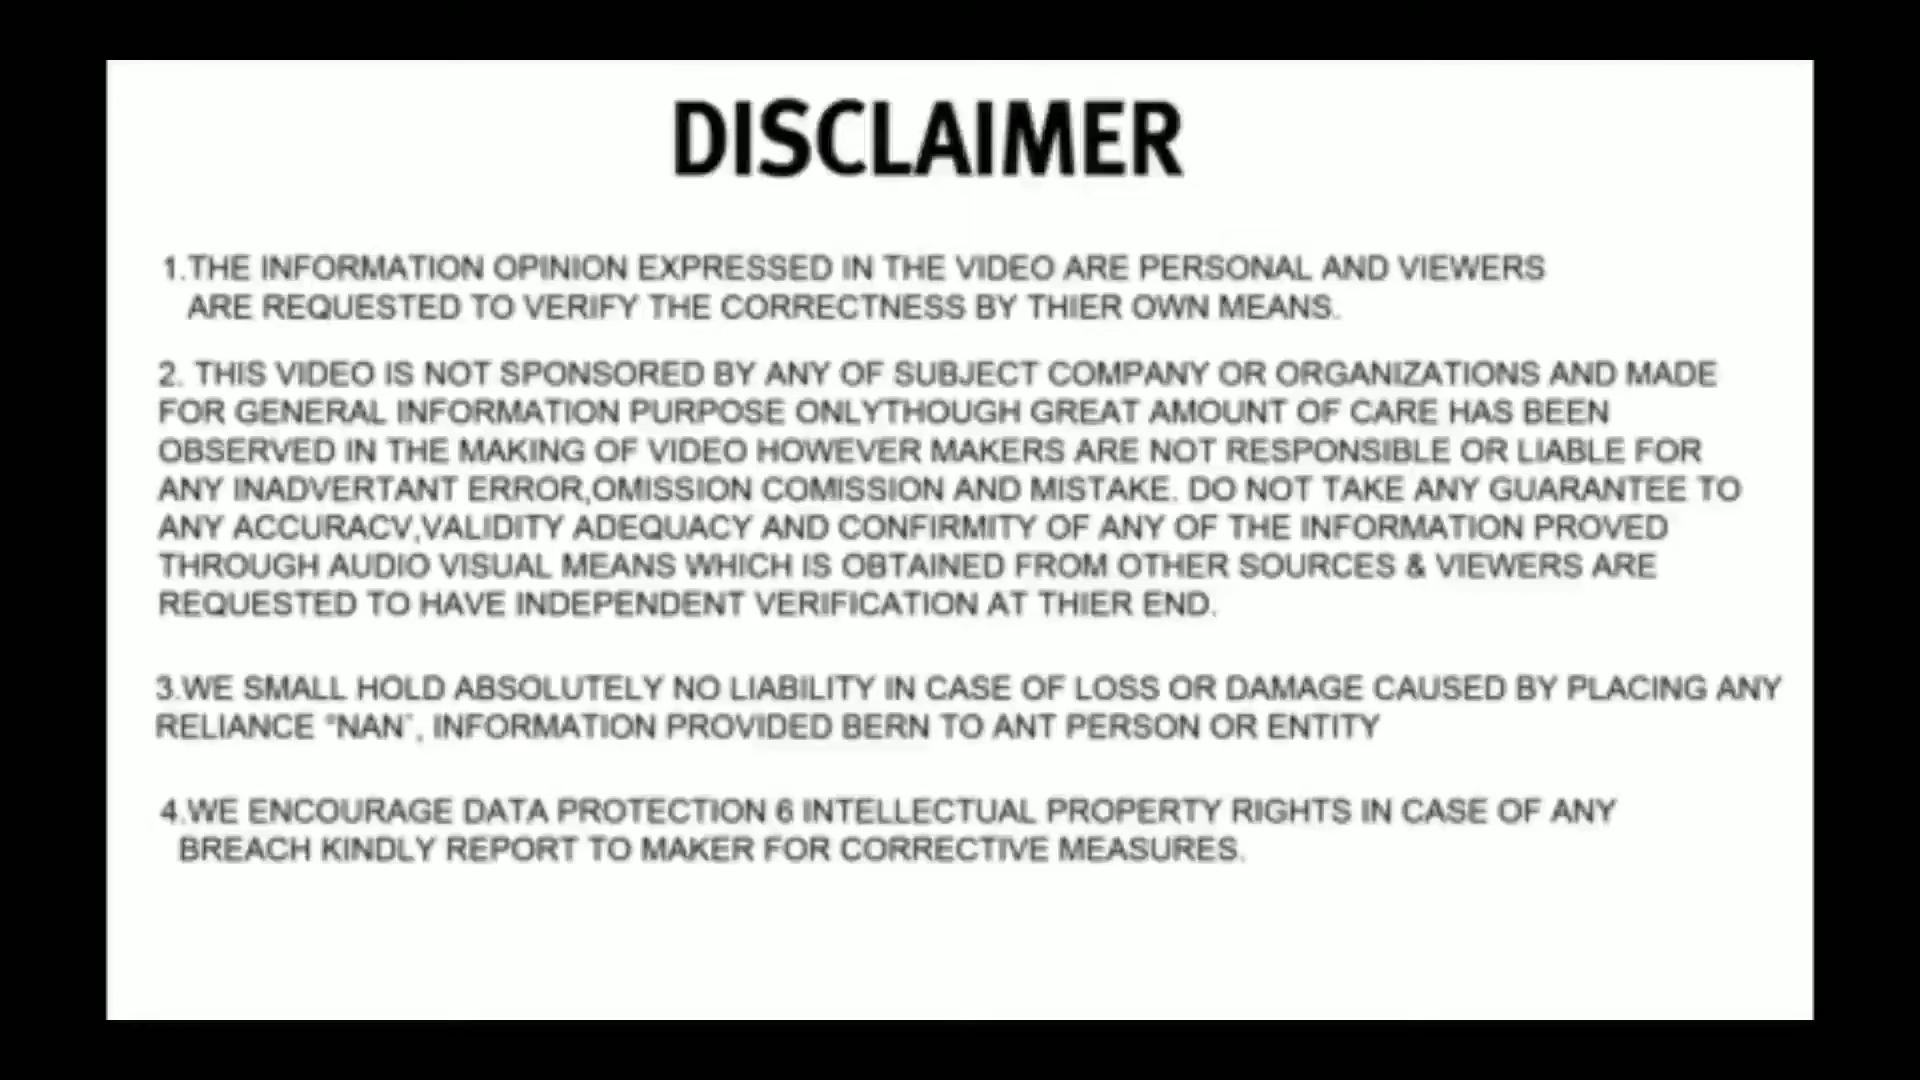 DISCLAIMER
1.THE INFORMATION OPINION EXPRESSED IN THE VIDEO ARE PERSONAL AND VIEWERS
ARE REQUESTED TO VERIFY THE CORRECTNESS BY THIER OWN MEANS.
2. THIS VIDEO IS NOT SPONSORED BY ANY OF SUBJECT COMPANY OR ORGANIZATIONS AND MADE
FOR GENERAL INFORMATION PURPOSE ONLYTHOUGH GREAT AMOUNT OF CARE HAS BEEN
OBSERVED IN THE MAKING OF VIDEO HOWEVER MAKERS ARE NOT RESPONSIBLE OR LIABLE FOR
ANY INADVERTANT ERROR,OMISSION COMISSION AND MISTAKE. DO NOT TAKE ANY GUARANTEE TO
ANY ACCURACV,VALIDITY ADEQUACY AND CONFIRMITY OF ANY OF THE INFORMATION PROVED
THROUGH AUDIO VISUAL MEANS WHICH IS OBTAINED FROM OTHER SOURCES & VIEWERS ARE
REQUESTED TO HAVE INDEPENDENT VERIFICATION AT THIER END.
3.WE SMALL HOLD ABSOLUTELY NO LIABILITY IN CASE OF LOSS OR DAMAGE CAUSED BY PLACING ANY
RELIANCE "NAN", INFORMATION PROVIDED BERN TO ANT PERSON OR ENTITY
4.WE ENCOURAGE DATA PROTECTION 6 INTELLECTUAL PROPERTY RIGHTS IN CASE OF ANY
BREACH KINDLY REPORT TO MAKER FOR CORRECTIVE MEASURES.